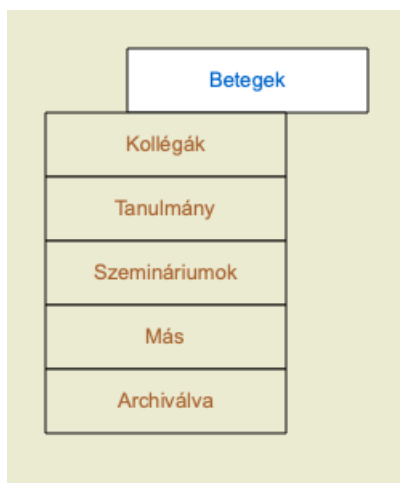 Betegek
Kollégák
Tanulmány
Szemináriumok
Más
Archiválva